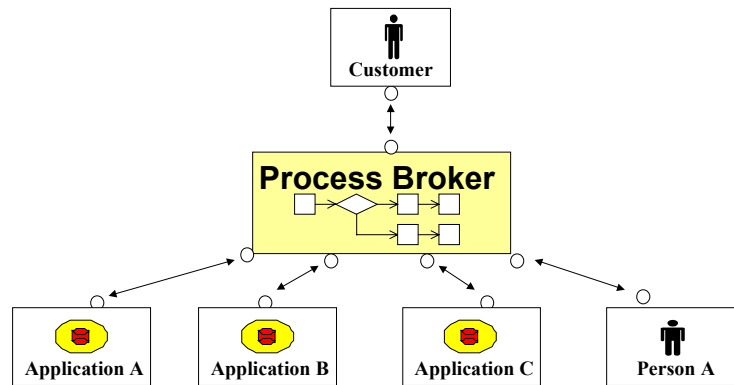 Customer
Process Broker
Application A
Application B
Application C
Person A